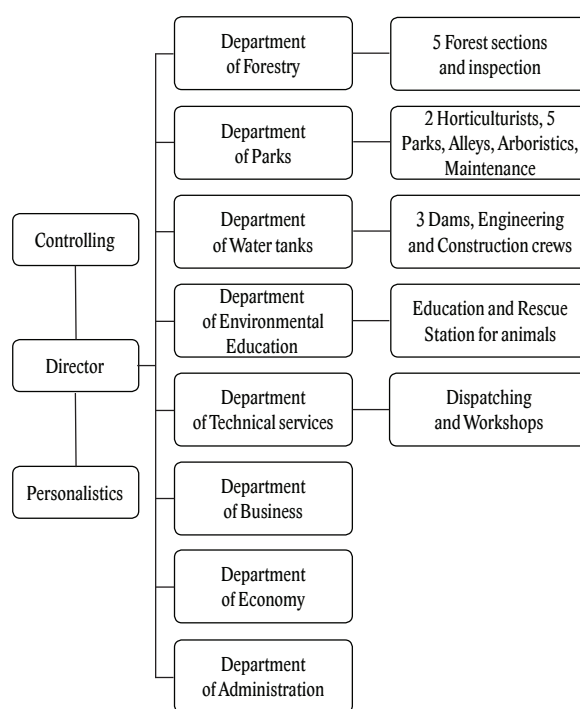 Department
of Forestry
5 Forest sections
and inspection
Department
of Parks
2 Horticulturists, 5
Parks, Alleys, Arboristics,
Maintenance
Controlling
Department
of Water tanks
3 Dams, Engineering
and Construction crews
Department
of Environmental
Education
Education and Rescue
Station for animals
Director
Department
of Technical services
Dispatching
and Workshops
Personalistics
Department
of Business
Department
of Economy
Department
of Administration